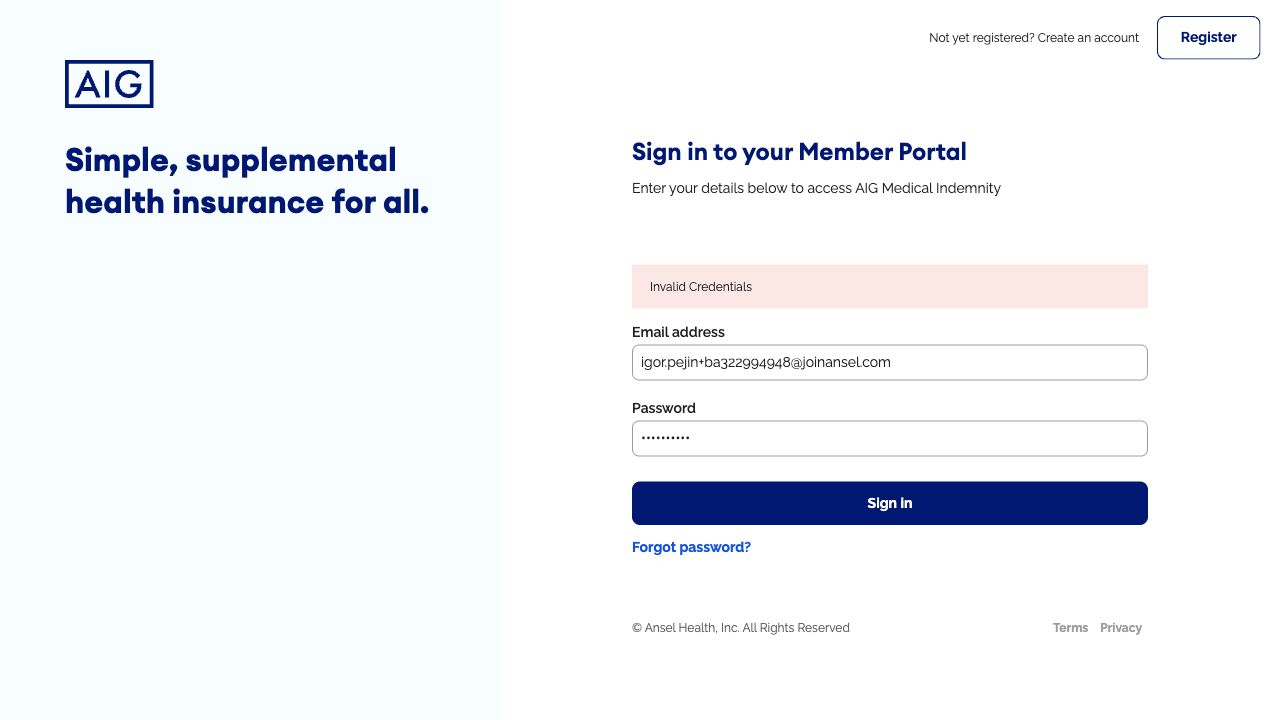 AIG
Simple, supplemental
health insurance for all.
Not yet registered? Create an account
Register
Sign in to your Member Portal
Enter your details below to access AIG Medical Indemnity
Invalid Credentials
Email address
igor.pejin+ba322994948@joinansel.com
Password
••••••••••
Sign in
Forgot password?
© Ansel Health, Inc. All Rights Reserved
Terms Privacy